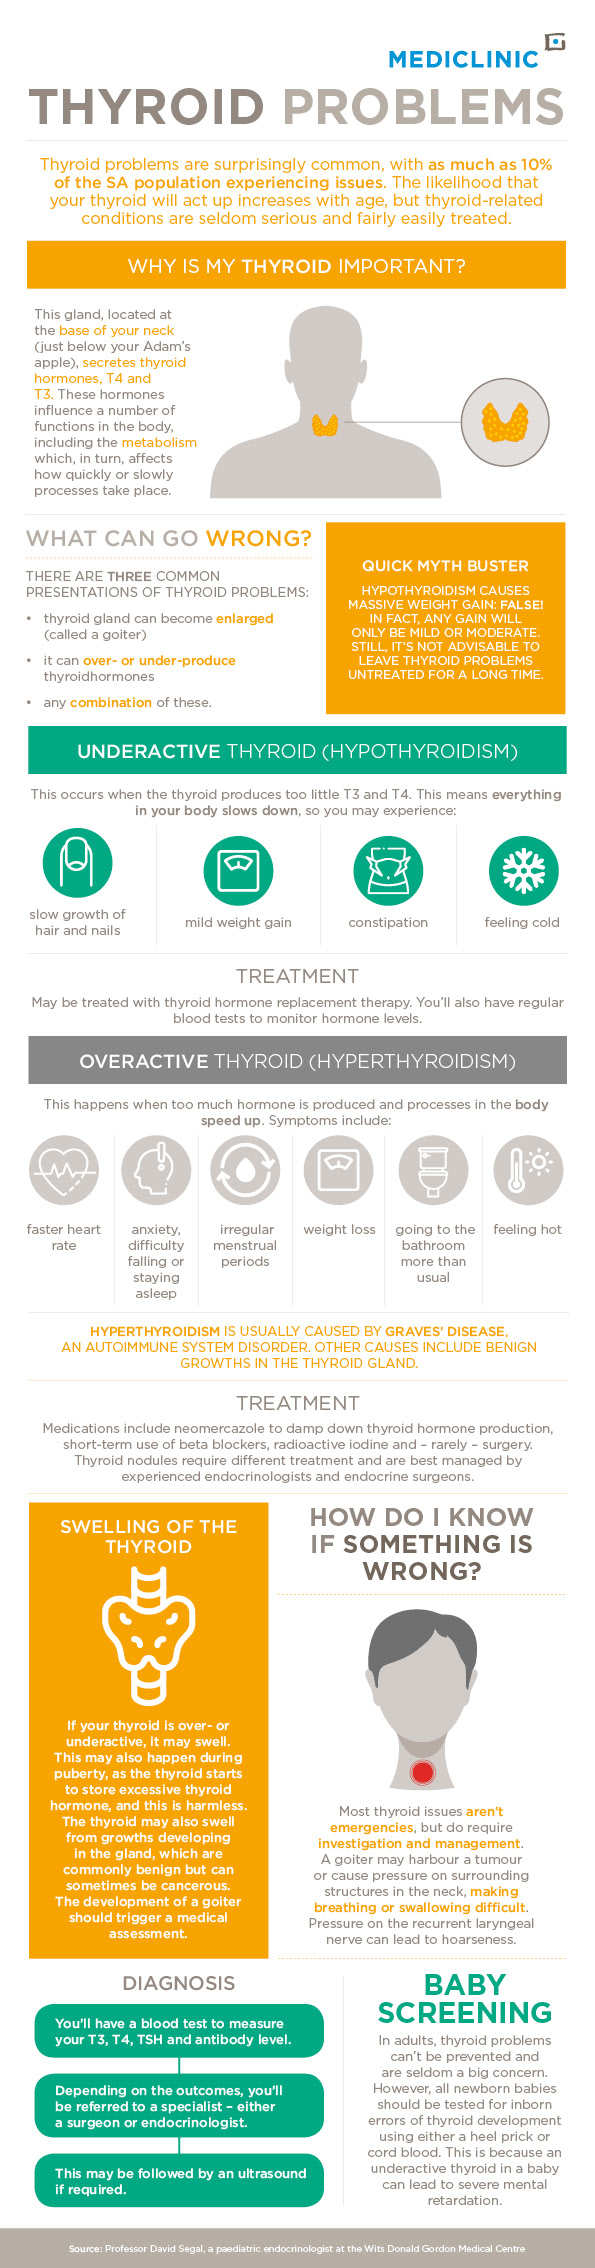 MEDICLINIC
THYROID PROBLEMS
Thyroid problems are surprisingly common, with as much as 10%
of the SA population experiencing issues. The likelihood that
your thyroid will act up increases with age, but thyroid-related
conditions are seldom serious and fairly easily treated.
WHY IS MY THYROID IMPORTANT?
This gland, located at
the base of your neck
(just below your Adam's
apple), secretes thyroid
hormones, T4 and
T3. These hormones
influence a number of
functions in the body,
including the metabolism
which, in turn, affects
how quickly or slowly
processes take place.
WHAT CAN GO WRONG?
THERE ARE THREE COMMON
PRESENTATIONS OF THYROID PROBLEMS:
• thyroid gland can become enlarged
(called a goiter)
• it can over- or under-produce
thyroidhormones
• any combination of these.
QUICK MYTH BUSTER
HYPOTHYROIDISM CAUSES
MASSIVE WEIGHT GAIN: FALSE!
IN FACT, ANY GAIN WILL
ONLY BE MILD OR MODERATE.
STILL, IT'S NOT ADVISABLE TO
LEAVE THYROID PROBLEMS
UNTREATED FOR A LONG TIME.
UNDERACTIVE THYROID (HYPOTHYROIDISM)
This occurs when the thyroid produces too little T3 and T4. This means everything
in your body slows down, so you may experience:
slow growth of
hair and nails
mild weight gain
constipation
feeling cold
TREATMENT
May be treated with thyroid hormone replacement therapy. You'll also have regular
blood tests to monitor hormone levels.
OVERACTIVE THYROID (HYPERTHYROIDISM)
This happens when too much hormone is produced and processes in the body
speed up. Symptoms include:
faster heart
rate
anxiety,
difficulty
falling or
staying
asleep
irregular
menstrual
periods
weight loss
going to the
bathroom
more than
usual
feeling hot
HYPERTHYROIDISM IS USUALLY CAUSED BY GRAVES' DISEASE,
AN AUTOIMMUNE SYSTEM DISORDER. OTHER CAUSES INCLUDE BENIGN
GROWTHS IN THE THYROID GLAND.
TREATMENT
Medications include neomercazole to damp down thyroid hormone production,
short-term use of beta blockers, radioactive iodine and – rarely – surgery.
Thyroid nodules require different treatment and are best managed by
experienced endocrinologists and endocrine surgeons.
SWELLING OF THE
THYROID
If your thyroid is over- or
underactive, it may swell.
This may also happen during
puberty, as the thyroid starts
to store excessive thyroid
hormone, and this is harmless.
The thyroid may also swell
from growths developing
in the gland, which are
commonly benign but can
sometimes be cancerous.
The development of a goiter
should trigger a medical
assessment.
HOW DO I KNOW
IF SOMETHING IS
WRONG?
Most thyroid issues aren't
emergencies, but do require
investigation and management.
A goiter may harbour a tumour
or cause pressure on surrounding
structures in the neck, making
breathing or swallowing difficult.
Pressure on the recurrent laryngeal
nerve can lead to hoarseness.
DIAGNOSIS
You'll have a blood test to measure
your T3, T4, TSH and antibody level.
Depending on the outcomes, you'll
be referred to a specialist – either
a surgeon or endocrinologist.
This may be followed by an ultrasound
if required.
BABY
SCREENING
In adults, thyroid problems
can't be prevented and
are seldom a big concern.
However, all newborn babies
should be tested for inborn
errors of thyroid development
using either a heel prick or
cord blood. This is because an
underactive thyroid in a baby
can lead to severe mental
retardation.
Source: Professor David Segal, a paediatric endocrinologist at the Wits Donald Gordon Medical Centre